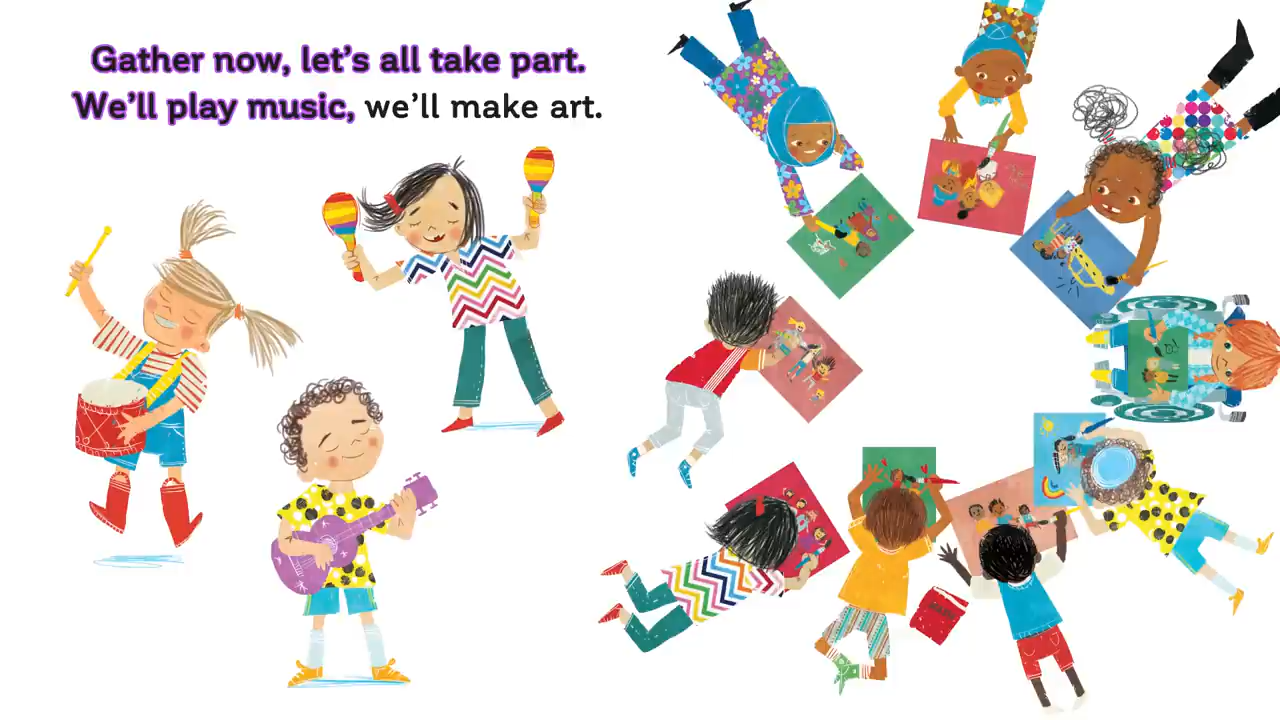 Gather now, let’s all take part.
We’ll play music, we’ll make art.